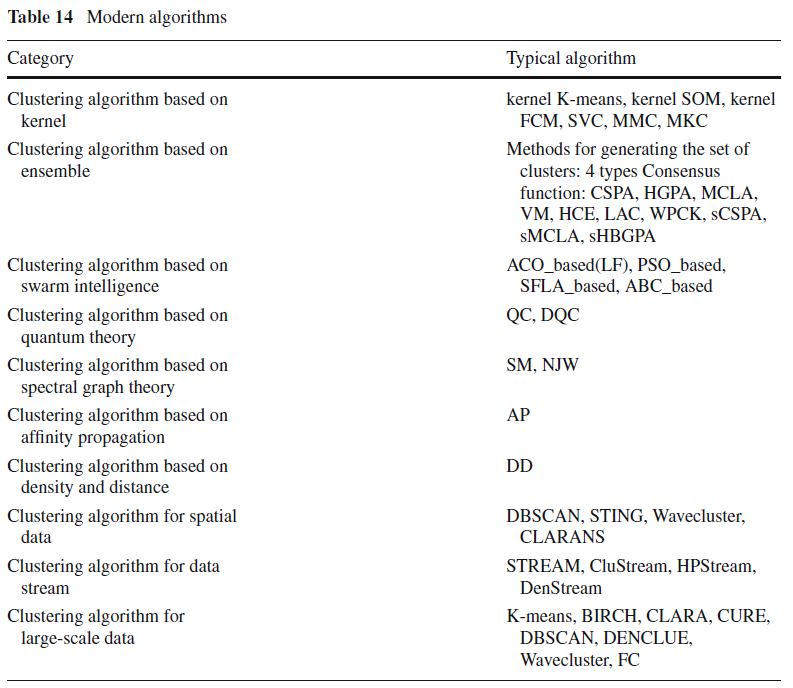 Table 14 Modern algorithms
Category Typical algorithm
Clustering algorithm based on kernel K-means, kernel SOM, kernel
kernel FCM, SVC, MMC, MKC
Clustering algorithm based on Methods for generating the set of
ensemble clusters: 4 types Consensus
function: CSPA, HGPA, MCLA,
VM, HCE, LAC, WPCK, sCSPA,
sMCLA, sHBGPA
Clustering algorithm based on ACO_based(LF), PSO_based,
swarm intelligence SFLA_based, ABC_based
Clustering algorithm based on QC, DQC
quantum theory
Clustering algorithm based on SM, NJW
spectral graph theory
Clustering algorithm based on AP
affinity propagation
Clustering algorithm based on DD
density and distance
Clustering algorithm for spatial DBSCAN, STING, Wavecluster,
data CLARANS
Clustering algorithm for data STREAM, CluStream, HPStream,
stream DenStream
Clustering algorithm for K-means, BIRCH, CLARA, CURE,
large-scale data DBSCAN, DENCLUE,
Wavecluster, FC